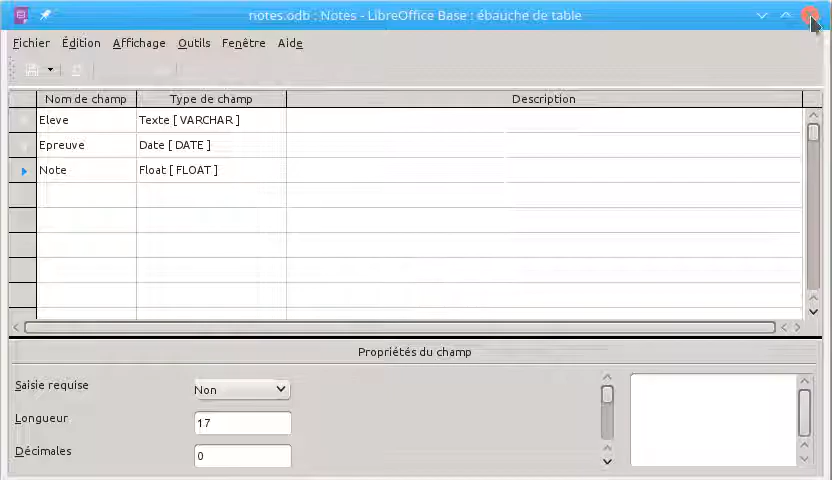 notes.odb : Notes - LibreOffice Base : ébauche de table
Fichier Édition Affichage Outils Fenêtre Aide
Nom de champ Type de champ Description
Eleve Texte [ VARCHAR ]
Epreuve Date [ DATE ]
Note Float [ FLOAT ]
Propriétés du champ
Saisie requise Non
Longueur 17
Décimales 0